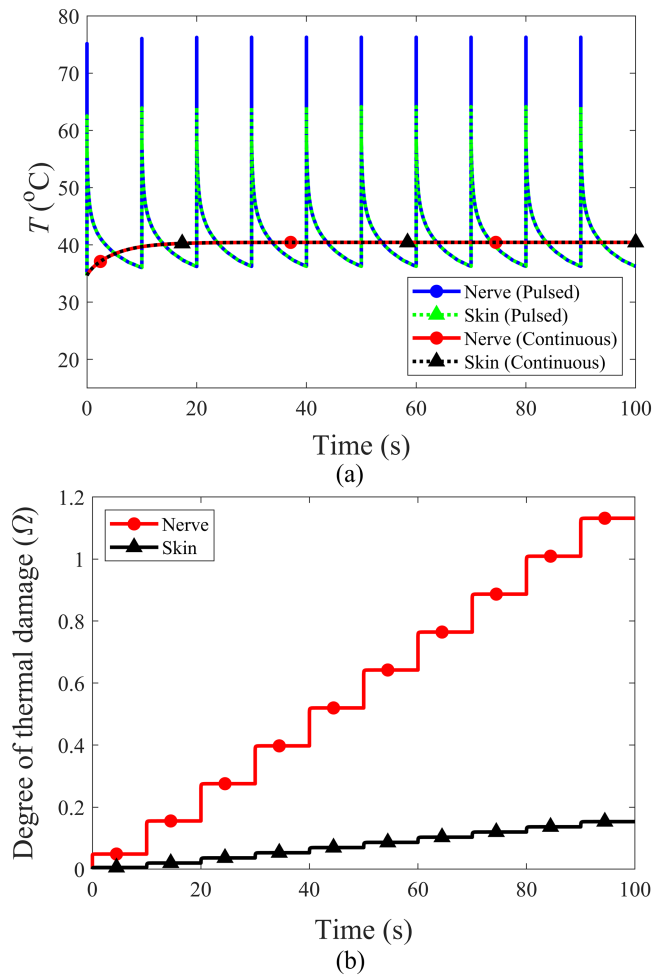 80
70
60
50
40
30
20
T (°C)
Nerve (Pulsed)
Skin (Pulsed)
Nerve (Continuous)
Skin (Continuous)
0 20 40 60 80 100
Time (s)
(a)
1.2
1
0.8
0.6
0.4
0.2
0
Degree of thermal damage (Ω)
Nerve
Skin
0 20 40 60 80 100
Time (s)
(b)